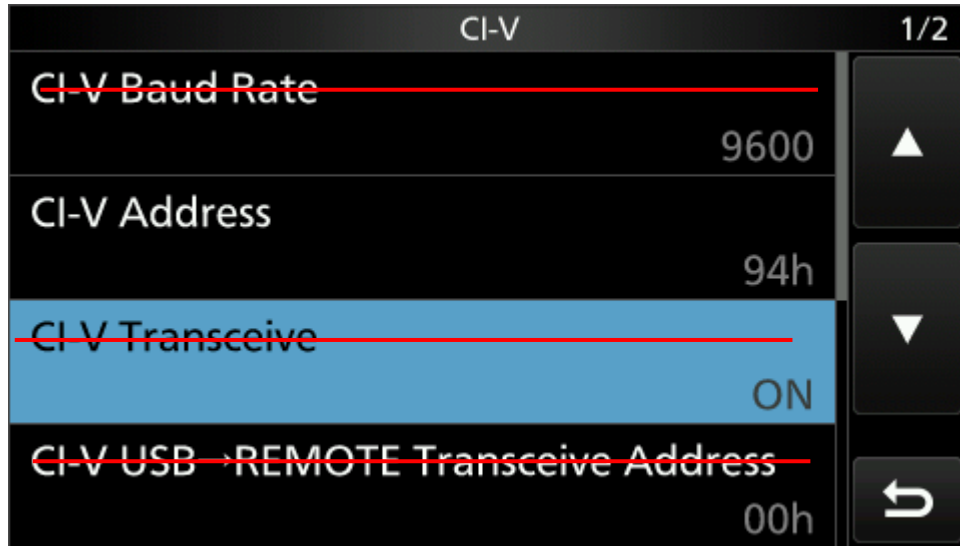 CI-V 1/2
CI-V Baud Rate
9600
CI-V Address
94h
CI-V Transceive
ON
CI-V USB→REMOTE Transceive Address
00h